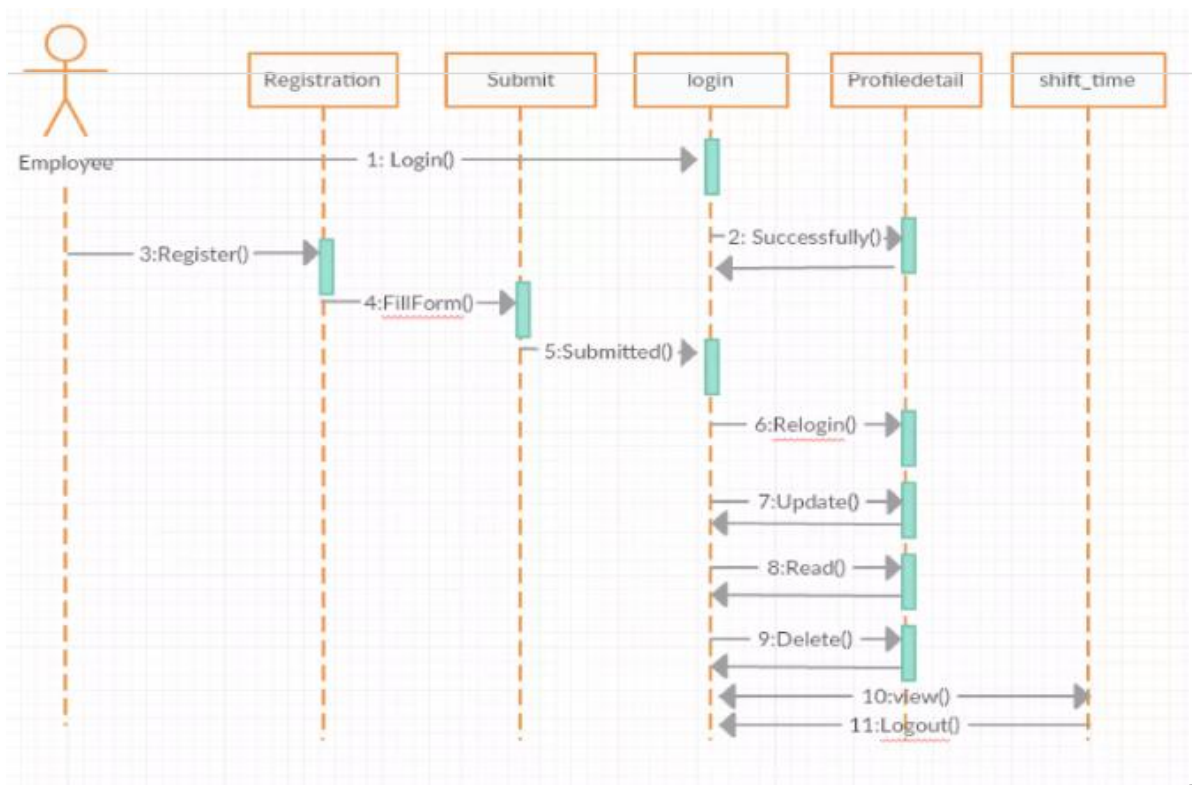 Registration
Submit
login
Profiledetail
shift_time
Employee
1: Login()
2: Successfully()
3:Register()
4:FillForm()
5:Submitted()
6:Relogin()
7:Update()
8:Read()
9:Delete()
10:view()
11:Logout()